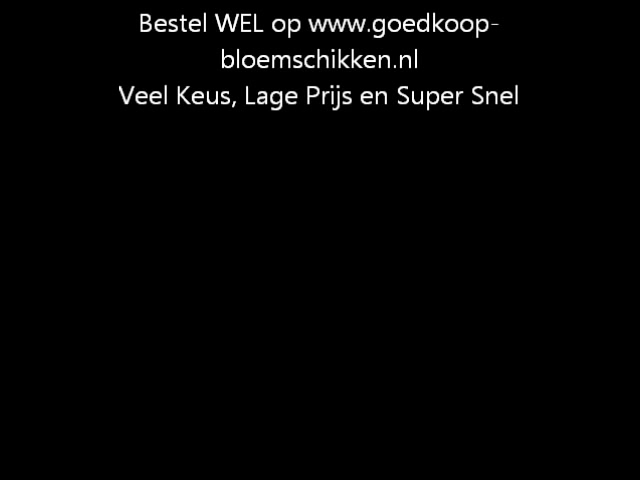 Bestel WEL op www.goedkoop-
bloemschikken.nl
Veel Keus, Lage Prijs en Super Snel